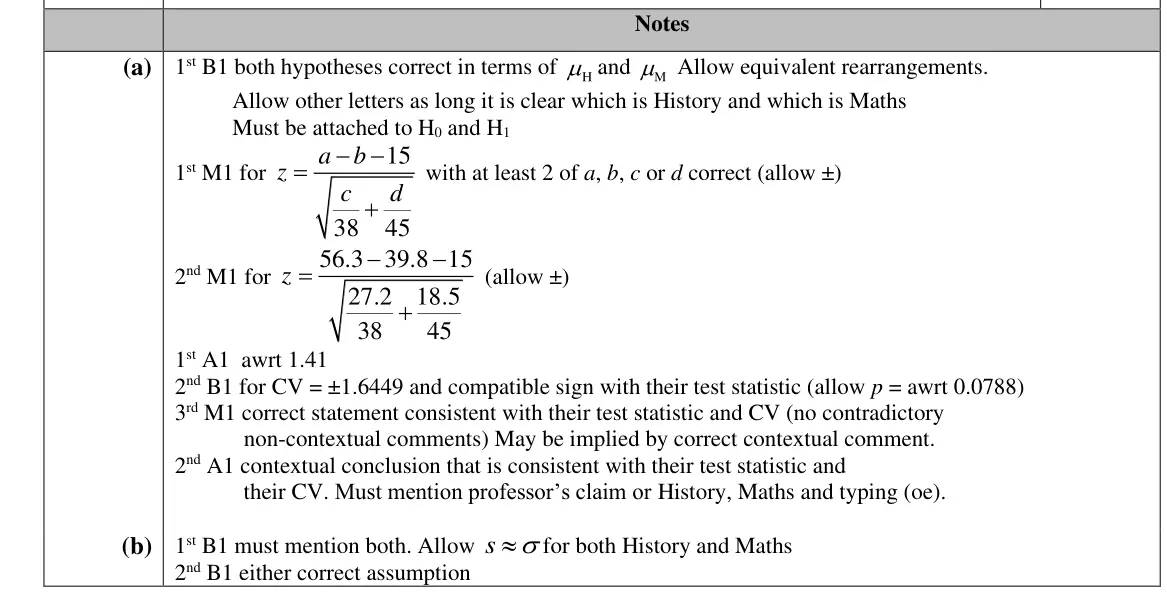 Notes
(a) 1st B1 both hypotheses correct in terms of μH and μM Allow equivalent rearrangements.
Allow other letters as long it is clear which is History and which is Maths
Must be attached to H0 and H1
1st M1 for z = (a − b − 15) / √(c/38 + d/45) with at least 2 of a, b, c or d correct (allow ±)
2nd M1 for z = (56.3 − 39.8 − 15) / √(27.2/38 + 18.5/45) (allow ±)
1st A1 awrt 1.41
2nd B1 for CV = ±1.6449 and compatible sign with their test statistic (allow p = awrt 0.0788)
3rd M1 correct statement consistent with their test statistic and CV (no contradictory
non-contextual comments) May be implied by correct contextual comment.
2nd A1 contextual conclusion that is consistent with their test statistic and
their CV. Must mention professor’s claim or History, Maths and typing (oe).
(b) 1st B1 must mention both. Allow s ≈ σ for both History and Maths
2nd B1 either correct assumption